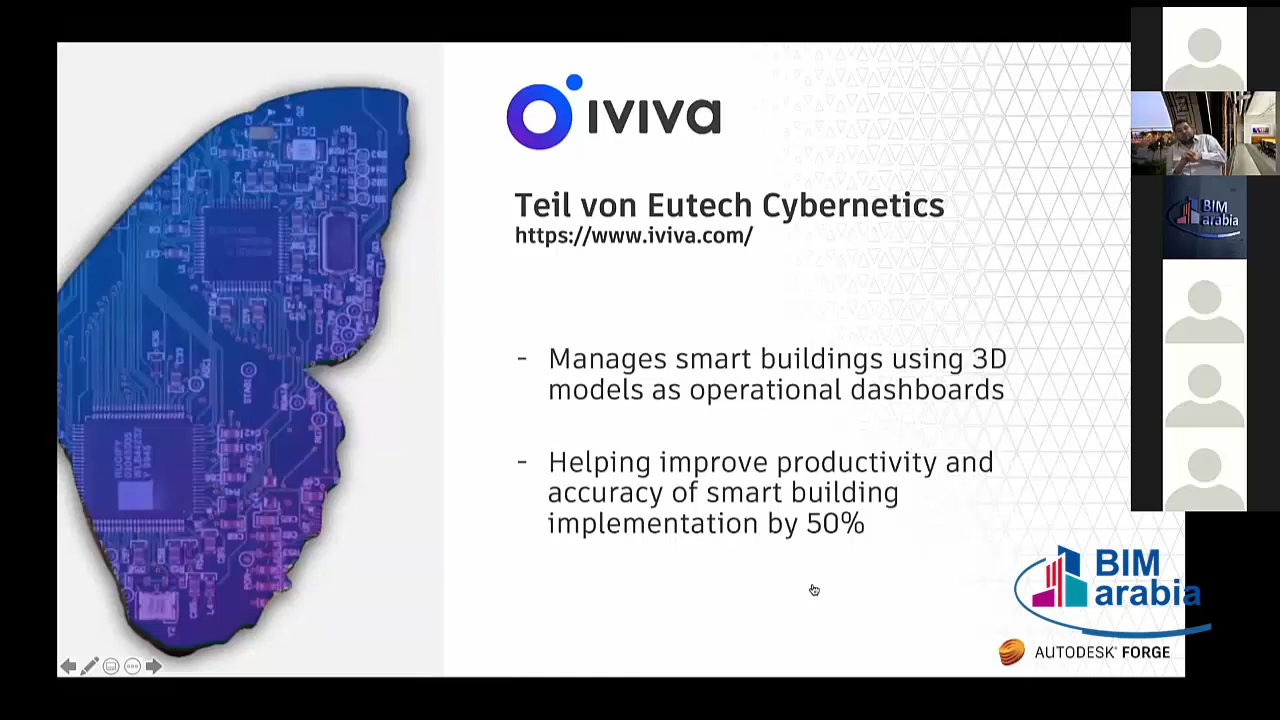 iviva
Teil von Eutech Cybernetics
https://www.iviva.com/
- Manages smart buildings using 3D
models as operational dashboards
- Helping improve productivity and
accuracy of smart building
implementation by 50%
BIM
arabia
BIM
arabia
AUTODESK® FORGE